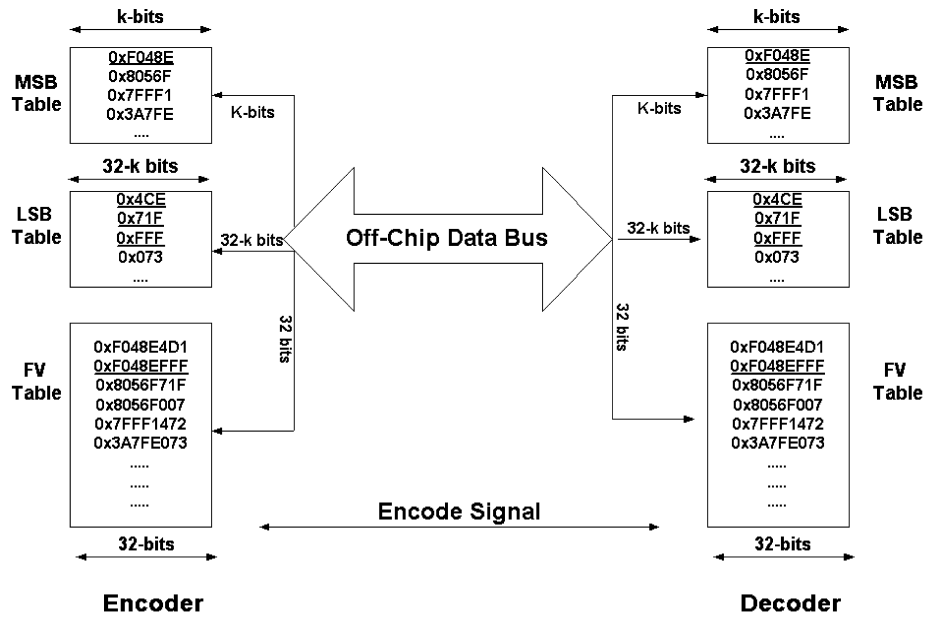 k-bits
MSB
Table
0xF048E
0x8056F
0x7FFF1
0x3A7FE
....
K-bits
32-k bits
LSB
Table
0x4CE
0x71F
0xFFF
0x073
....
32-k bits
FV
Table
0xF048E4D1
0xF048EFFF
0x8056F71F
0x8056F007
0x7FFF1472
0x3A7FE073
.....
.....
.....
32 bits
32-bits
Encoder
Off-Chip Data Bus
Encode Signal
k-bits
MSB
Table
0xF048E
0x8056F
0x7FFF1
0x3A7FE
....
K-bits
32-k bits
LSB
Table
0x4CE
0x71F
0xFFF
0x073
....
32-k bits
FV
Table
0xF048E4D1
0xF048EFFF
0x8056F71F
0x8056F007
0x7FFF1472
0x3A7FE073
.....
.....
.....
32 bits
32-bits
Decoder